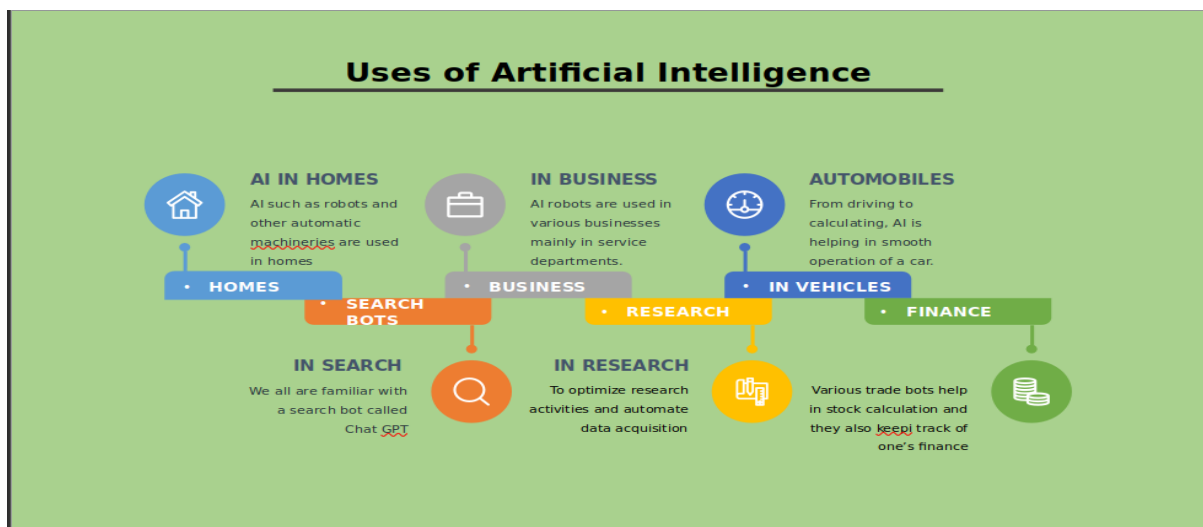 Uses of Artificial Intelligence
AI IN HOMES
AI such as robots and
other automatic
machineries are used
in homes
IN BUSINESS
AI robots are used in
various businesses
mainly in service
departments.
AUTOMOBILES
From driving to
calculating, AI is
helping in smooth
operation of a car.
• HOMES
• BUSINESS
• IN VEHICLES
• SEARCH
BOTS
• RESEARCH
• FINANCE
IN SEARCH
We all are familiar with
a search bot called
Chat GPT
IN RESEARCH
To optimize research
activities and automate
data acquisition
Various trade bots help
in stock calculation and
they also keepi track of
one's finance